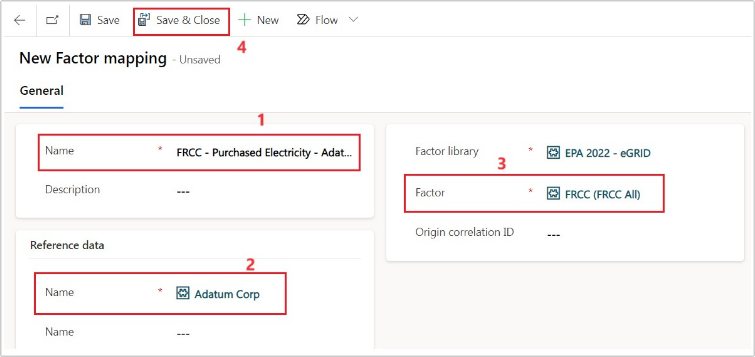 Save Save & Close New Flow
4
New Factor mapping - Unsaved
General
1
Name * FRCC - Purchased Electricity - Adat...
Description ---
Factor library * EPA 2022 - eGRID
3
Factor * FRCC (FRCC All)
Origin correlation ID ---
Reference data
2
Name * Adatum Corp
Name ---